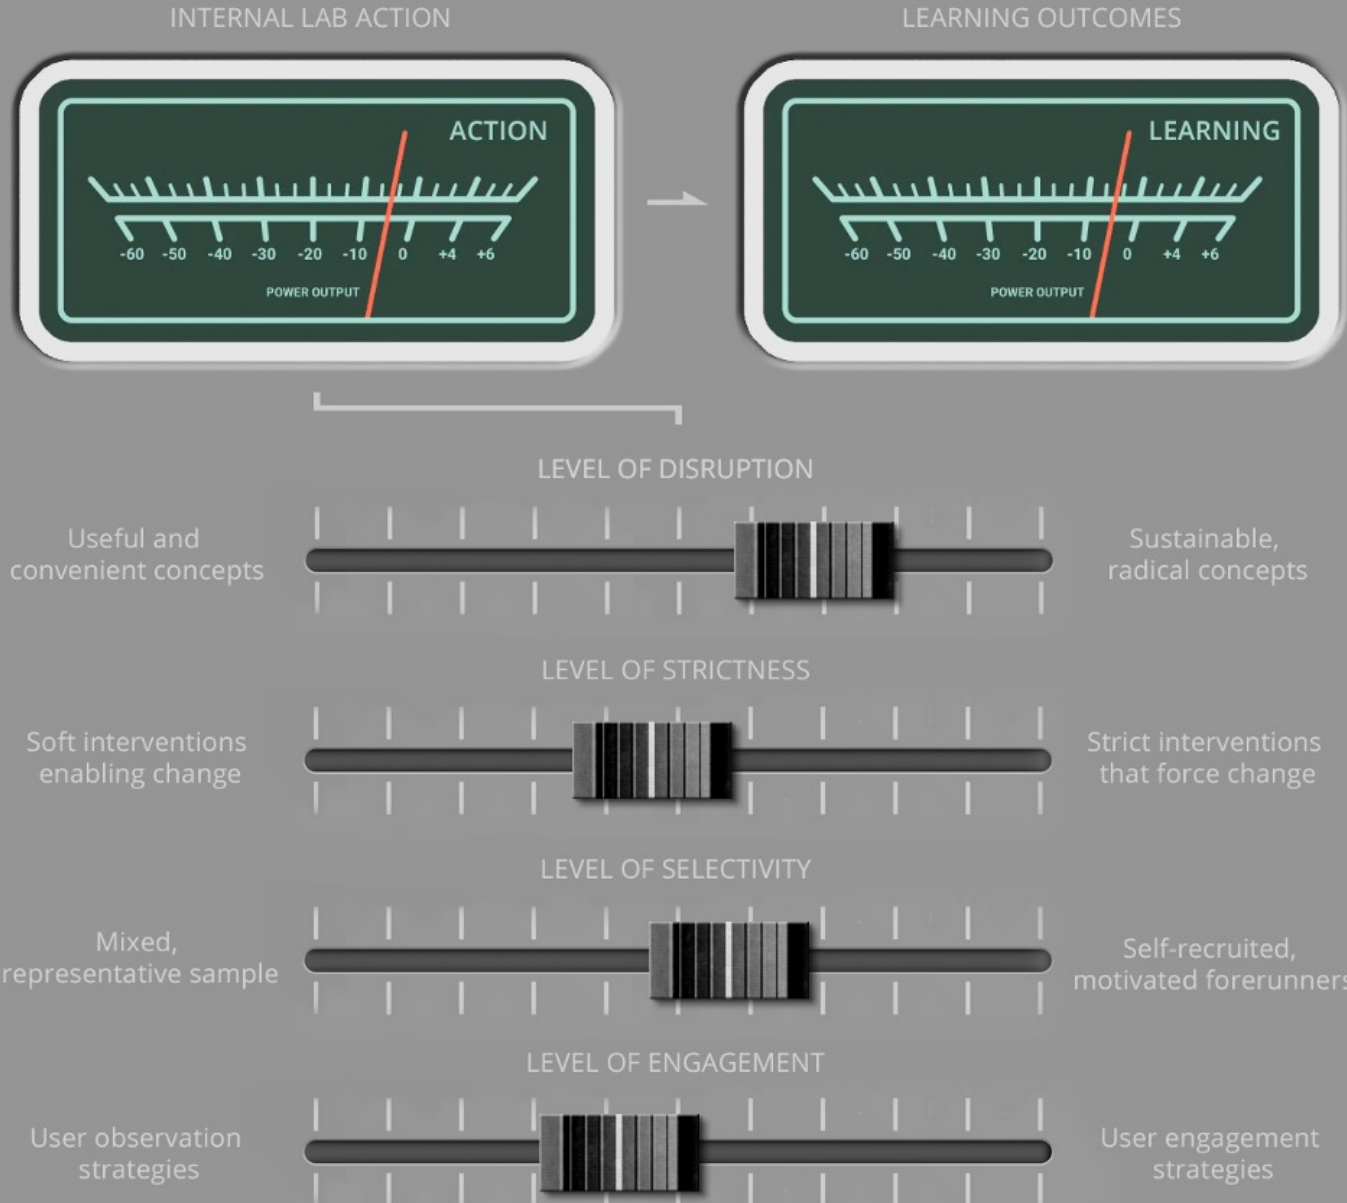 INTERNAL LAB ACTION
LEARNING OUTCOMES
ACTION
-60 -50 -40 -30 -20 -10 0 +4 +6
POWER OUTPUT
LEARNING
-60 -50 -40 -30 -20 -10 0 +4 +6
POWER OUTPUT
LEVEL OF DISRUPTION
Useful and
convenient concepts
Sustainable,
radical concepts
LEVEL OF STRICTNESS
Soft interventions
enabling change
Strict interventions
that force change
LEVEL OF SELECTIVITY
Mixed,
representative sample
Self-recruited,
motivated forerunners
LEVEL OF ENGAGEMENT
User observation
strategies
User engagement
strategies